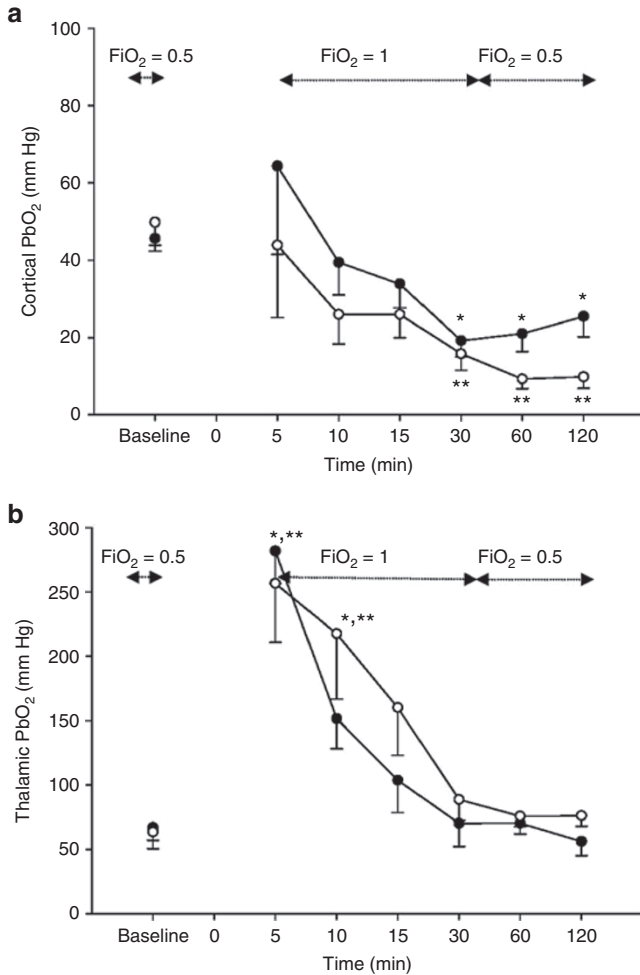 a
100
80
60
40
20
0
Cortical PbO₂ (mm Hg)
FiO₂ = 0.5 FiO₂ = 1 FiO₂ = 0.5
* * *
** ** **
Baseline 0 5 10 15 30 60 120
Time (min)
b
300
250
200
150
100
50
0
Thalamic PbO₂ (mm Hg)
FiO₂ = 0.5 FiO₂ = 1 FiO₂ = 0.5
*,**
*,**
Baseline 0 5 10 15 30 60 120
Time (min)